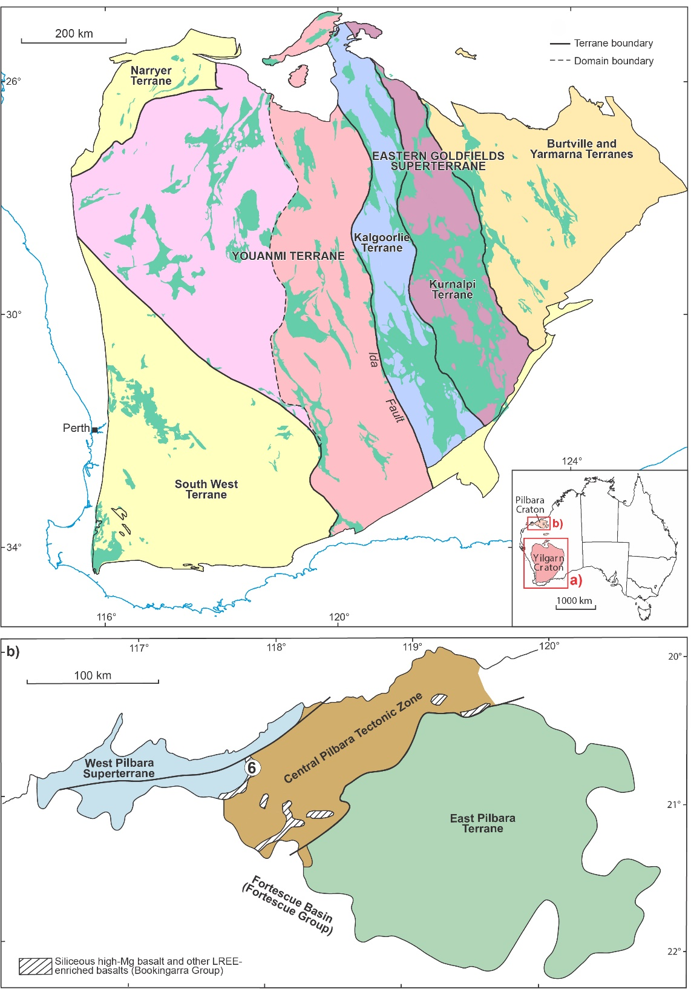 200 km
Terrane boundary
Domain boundary
Narryer
Terrane
26°
EASTERN GOLDFIELDS
SUPERTERRANE
Burtville and
Yarmarna Terranes
Kalgoorlie
Terrane
YOUANMI TERRANE
Kurnalpi
Terrane
30°
Ida
Fault
Perth
South West
Terrane
124°
Pilbara
Craton
b)
Yilgarn
Craton
a)
1000 km
34°
116°
120°
b)
117°
118°
119°
120°
20°
100 km
Central Pilbara Tectonic Zone
West Pilbara
Superterrane
6
21°
East Pilbara
Terrane
Fortescue Basin
(Fortescue Group)
22°
Siliceous high-Mg basalt and other LREE-
enriched basalts (Bookingarra Group)